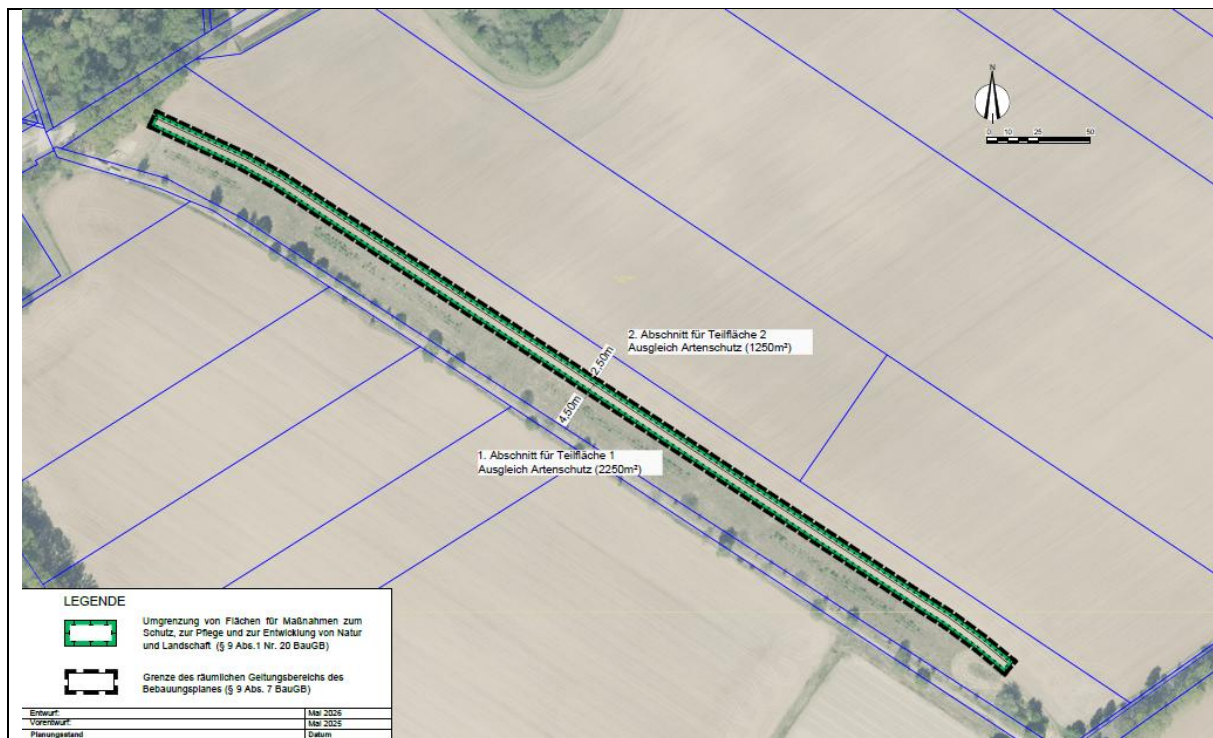 N
0 10 25 50
2. Abschnitt für Teilfläche 2
Ausgleich Artenschutz (1250m²)
2,50m
4,50m
1. Abschnitt für Teilfläche 1
Ausgleich Artenschutz (2250m²)
LEGENDE
Umgrenzung von Flächen für Maßnahmen zum
Schutz, zur Pflege und zur Entwicklung von Natur
und Landschaft (§ 9 Abs.1 Nr. 20 BauGB)
Grenze des räumlichen Geltungsbereichs des
Bebauungsplanes (§ 9 Abs. 7 BauGB)
Entwurf: Mai 2026
Vorentwurf: Mai 2025
Planungsstand Datum